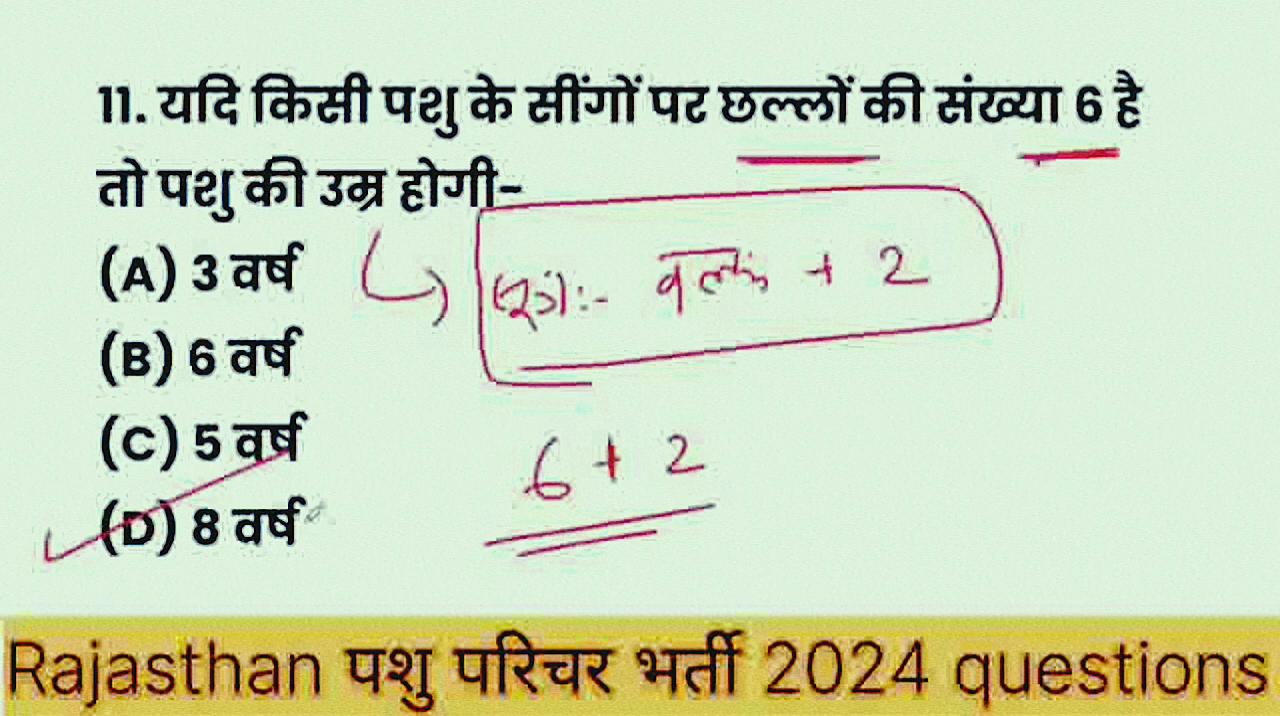 11. यदि किसी पशु के सींगों पर छल्लों की संख्या 6 है
तो पशु की उम्र होगी-
(A) 3 वर्ष
(B) 6 वर्ष
(C) 5 वर्ष
(D) 8 वर्ष
+ 2
6 + 2
Rajasthan पशु परिचर भर्ती 2024 questions